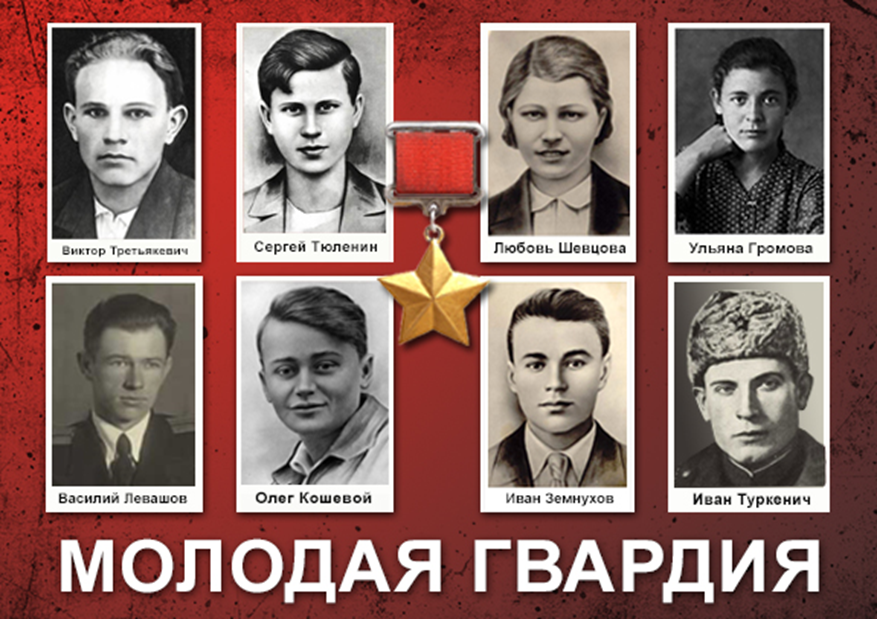 Виктор Третьякевич
Сергей Тюленин
Любовь Шевцова
Ульяна Громова
Василий Левашов
Олег Кошевой
Иван Земнухов
Иван Туркенич
МОЛОДАЯ ГВАРДИЯ